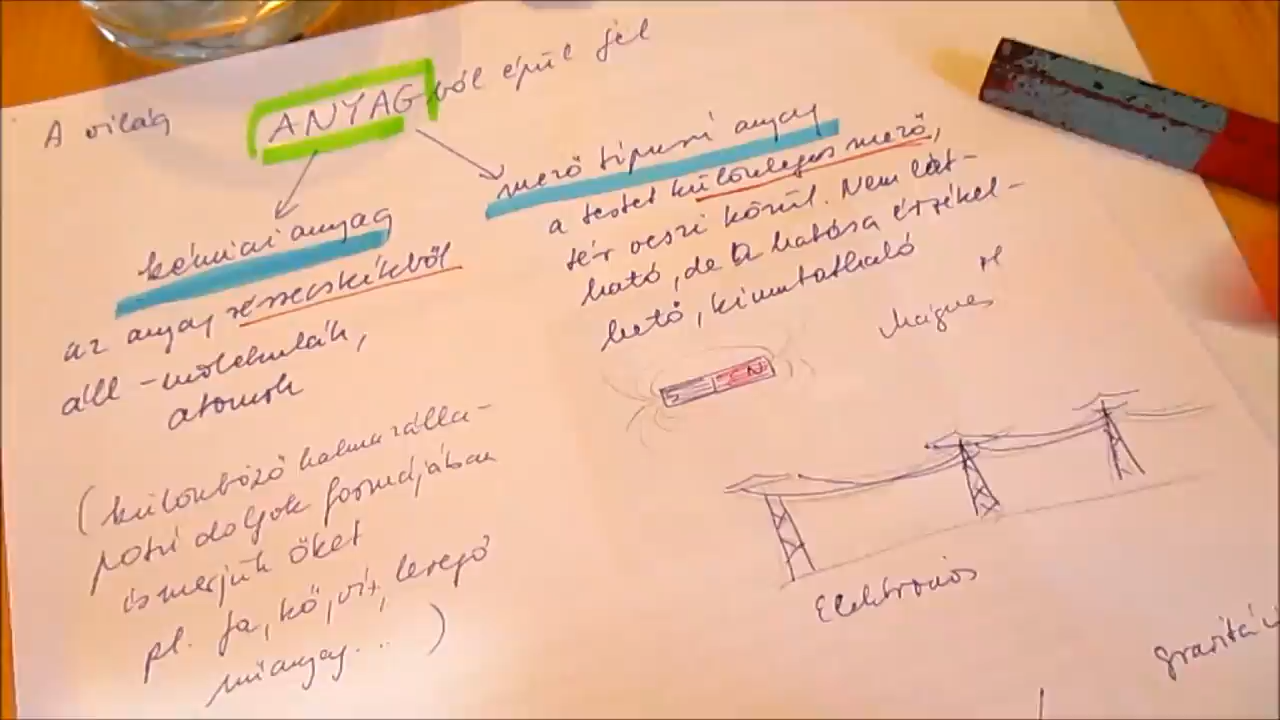 A világ ANYAGból épül fel
kémiai anyag
az anyag részecskékből
áll - molekulák,
atomok
(különböző halmazálla-
potú dolgok formájában
ismerjük őket
pl. fa, kő, víz, levegő
műanyag...)
mező típusú anyag
a testet különleges mező,
tér veszi körül. Nem lát-
ható, de a hatása érzékel-
hető, kimutatható
Mágnes
S N
Elektromos
gravitác